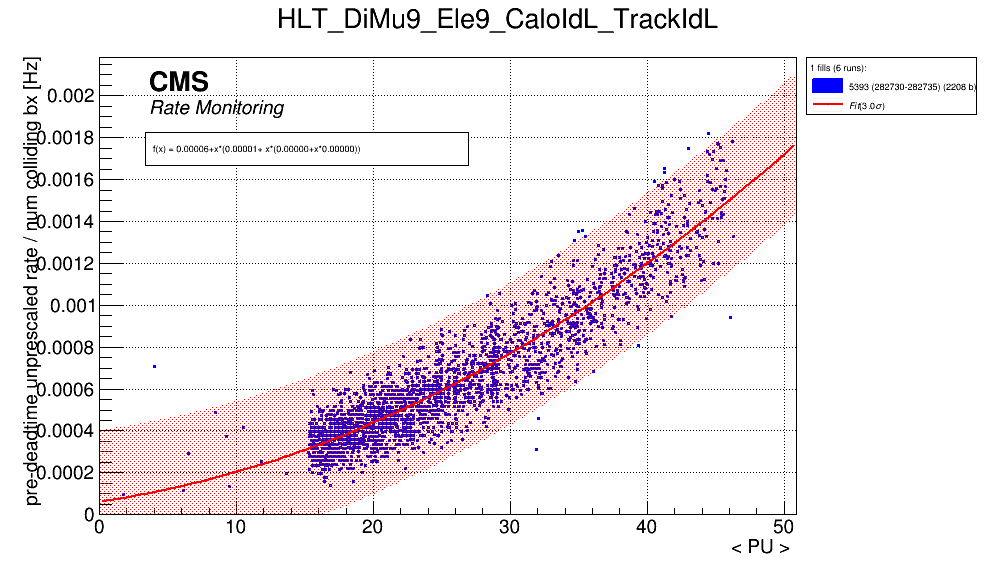 HLT_DiMu9_Ele9_CaloIdL_TrackIdL
pre-deadtime unprescaled rate / num colliding bx [Hz]
CMS
Rate Monitoring
f(x) = 0.00006+x*(0.00001+ x*(0.00000+x*0.00000))
0.002
0.0018
0.0016
0.0014
0.0012
0.001
0.0008
0.0006
0.0004
0.0002
0
0 10 20 30 40 50
< PU >
1 fills (6 runs):
5393 (282730-282735) (2208 b)
Fit(3.0σ)